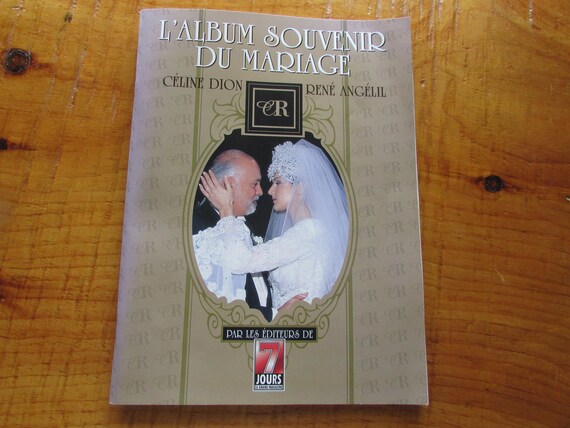 L'ALBUM SOUVENIR
DU MARIAGE
CÉLINE DION
RENÉ ANGÉLIL
CR
PAR LES ÉDITEURS DE
7
JOURS